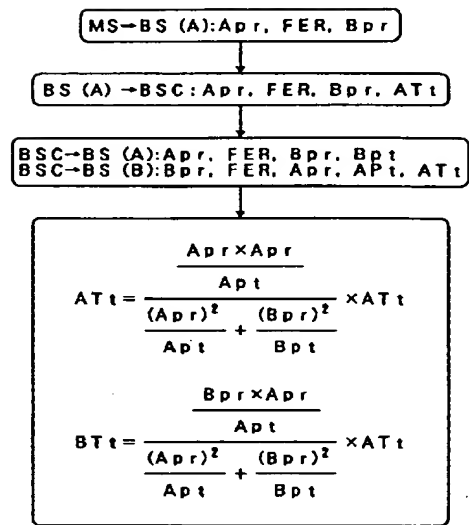 MS→BS (A):Apr, FER, Bpr
BS (A) →BSC:Apr, FER, Bpr, ATt
BSC→BS (A):Apr, FER, Bpr, Bpt
BSC→BS (B):Bpr, FER, Apr, APt, ATt
Apr×Apr
Apt
ATt= ×ATt
(Apr)² + (Bpr)²
Apt Bpt
Bpr×Apr
Apt
BTt= ×ATt
(Apr)² + (Bpr)²
Apt Bpt